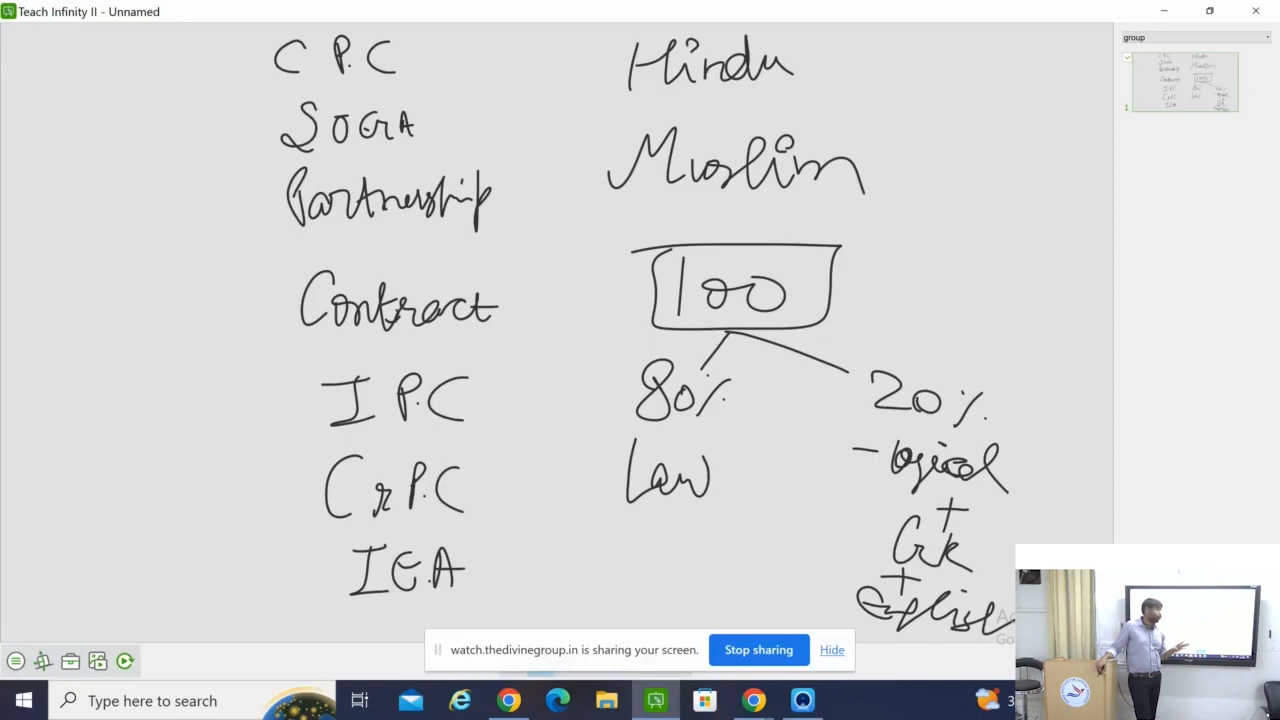 Teach Infinity II - Unnamed
group
C P.C
Hindu
SOGA
Muslim
Partnership
100
Contract
80%
20%
I P.C
Law
- logical
Cr P.C
+
GK
I E A
+
English
1
watch.thedivinegroup.in is sharing your screen.
Stop sharing
Hide
Type here to search